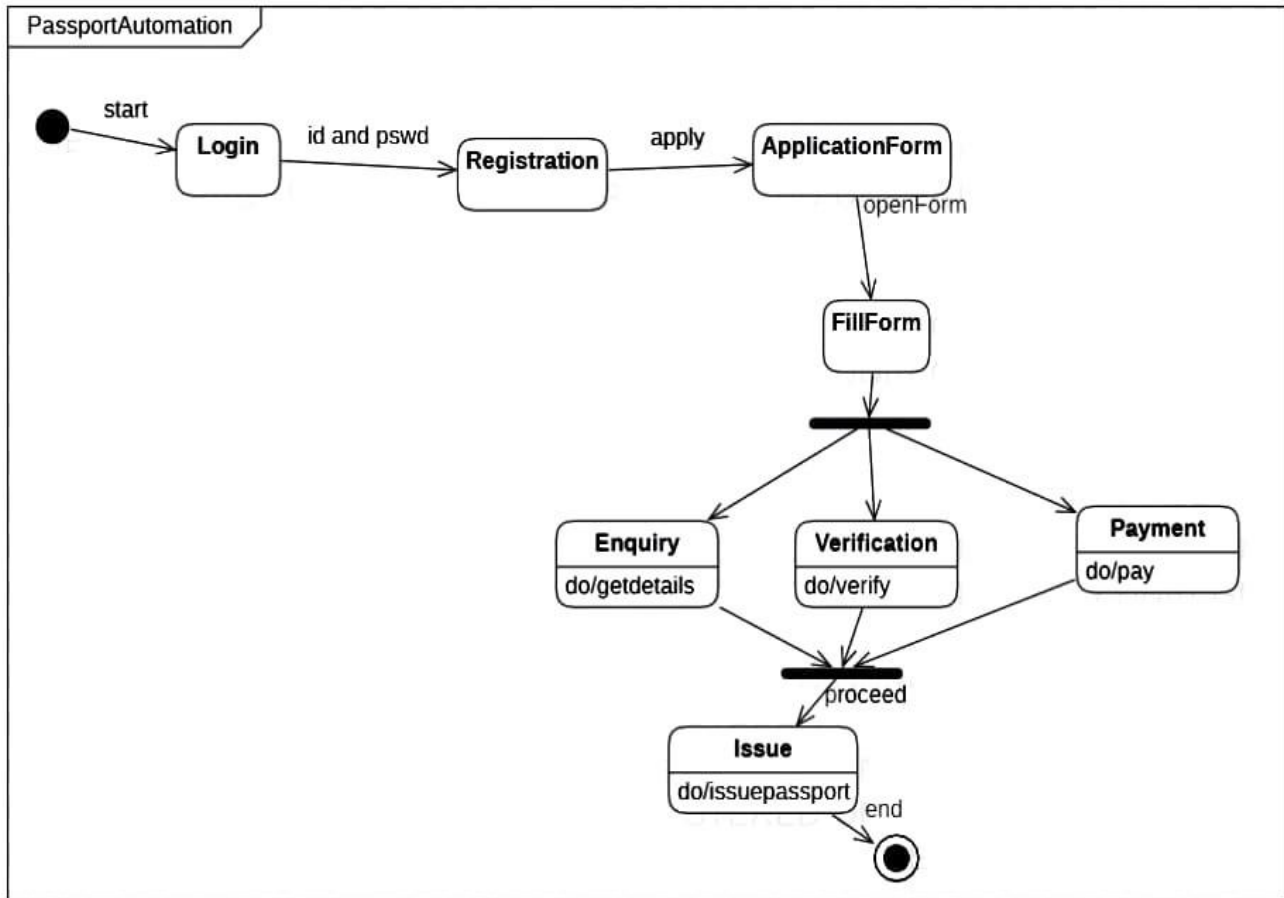 PassportAutomation
start
Login
id and pswd
Registration
apply
ApplicationForm
openForm
FillForm
Enquiry
do/getdetails
Verification
do/verify
Payment
do/pay
proceed
Issue
do/issuepassport
end